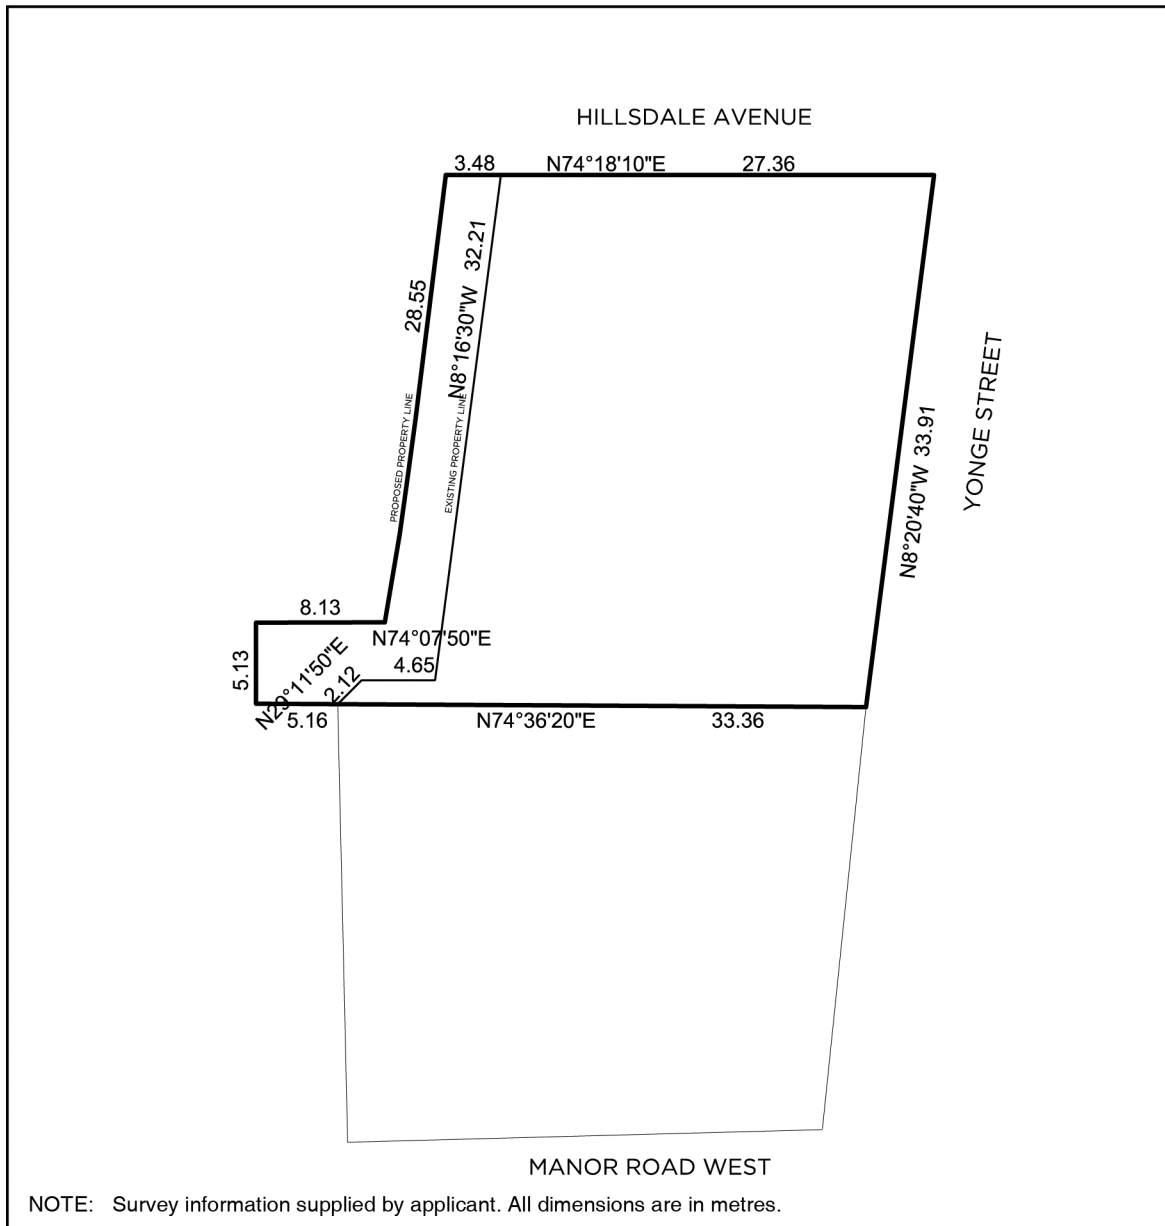 HILLSDALE AVENUE
3.48 N74°18'10"E 27.36
28.55
N8°16'30"W 32.21
PROPOSED PROPERTY LINE
EXISTING PROPERTY LINE
N8°20'40"W 33.91
YONGE STREET
8.13
N74°07'50"E
5.13
N29°11'50"E
2.12
4.65
5.16
N74°36'20"E 33.36
MANOR ROAD WEST
NOTE: Survey information supplied by applicant. All dimensions are in metres.